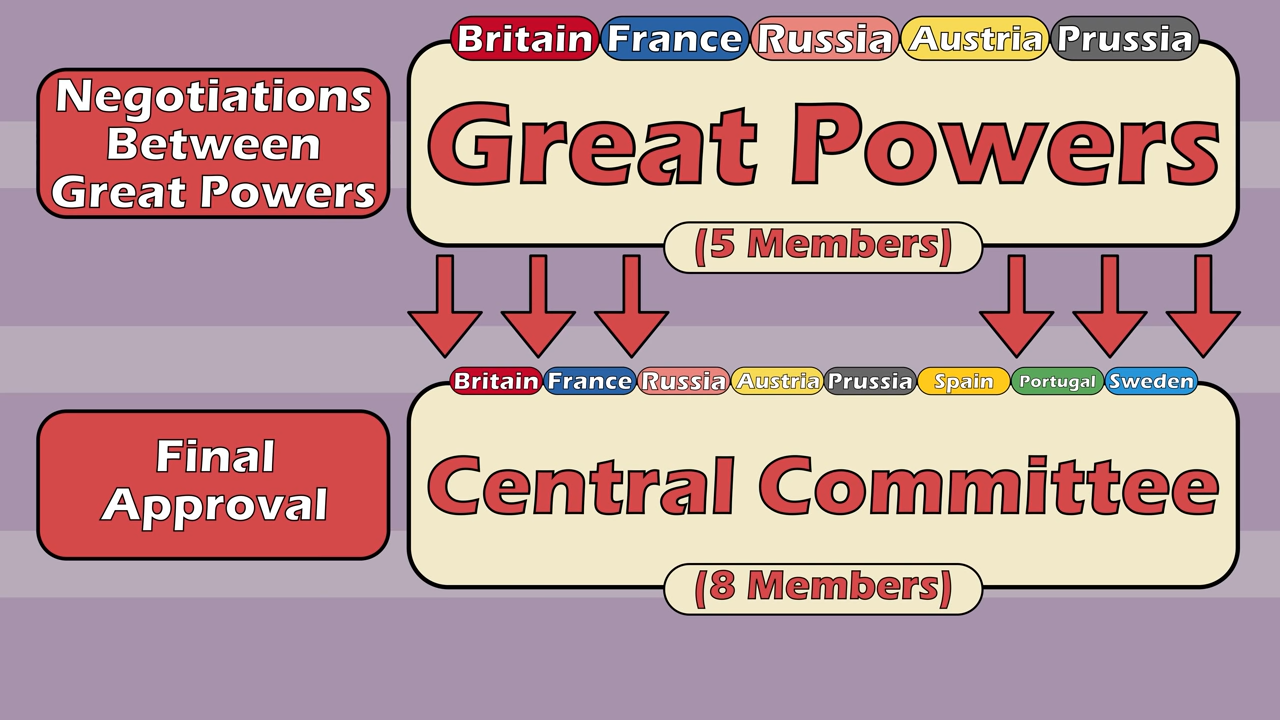 Britain France Russia Austria Prussia
Negotiations
Between
Great Powers
Great Powers
(5 Members)
Britain France Russia Austria Prussia Spain Portugal Sweden
Final
Approval
Central Committee
(8 Members)